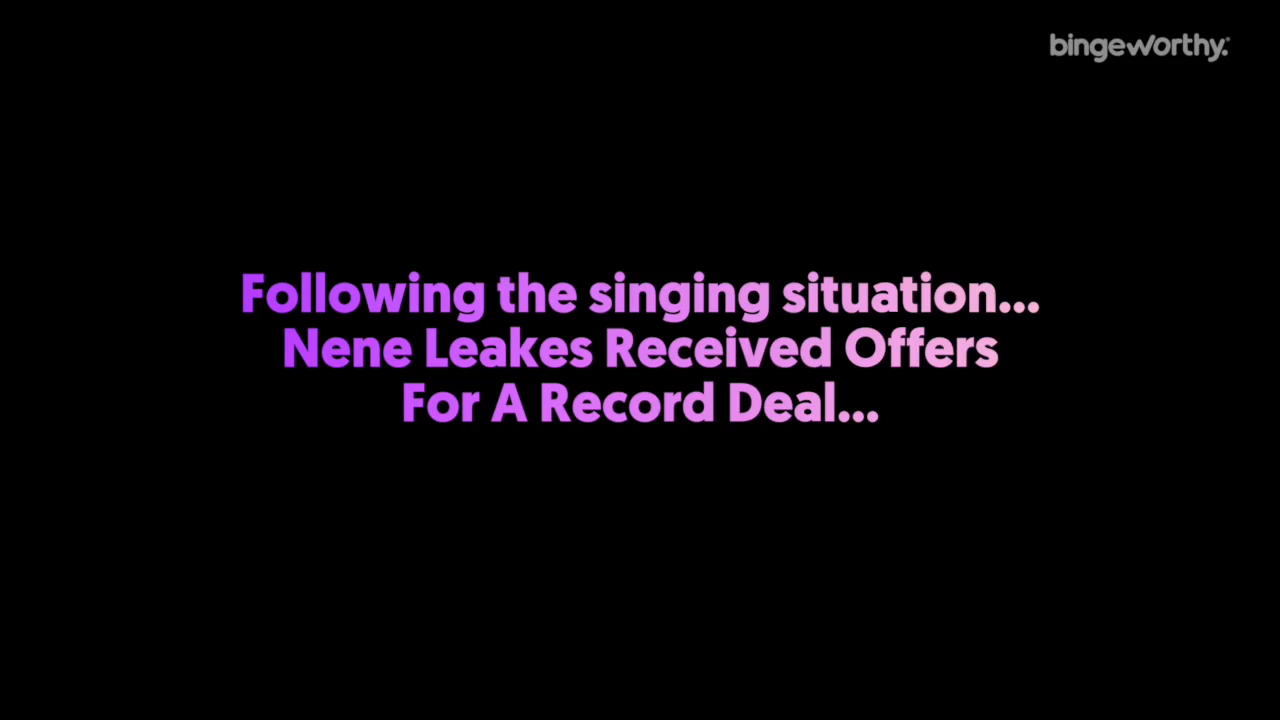 bingeworthy.
Following the singing situation...
Nene Leakes Received Offers
For A Record Deal...